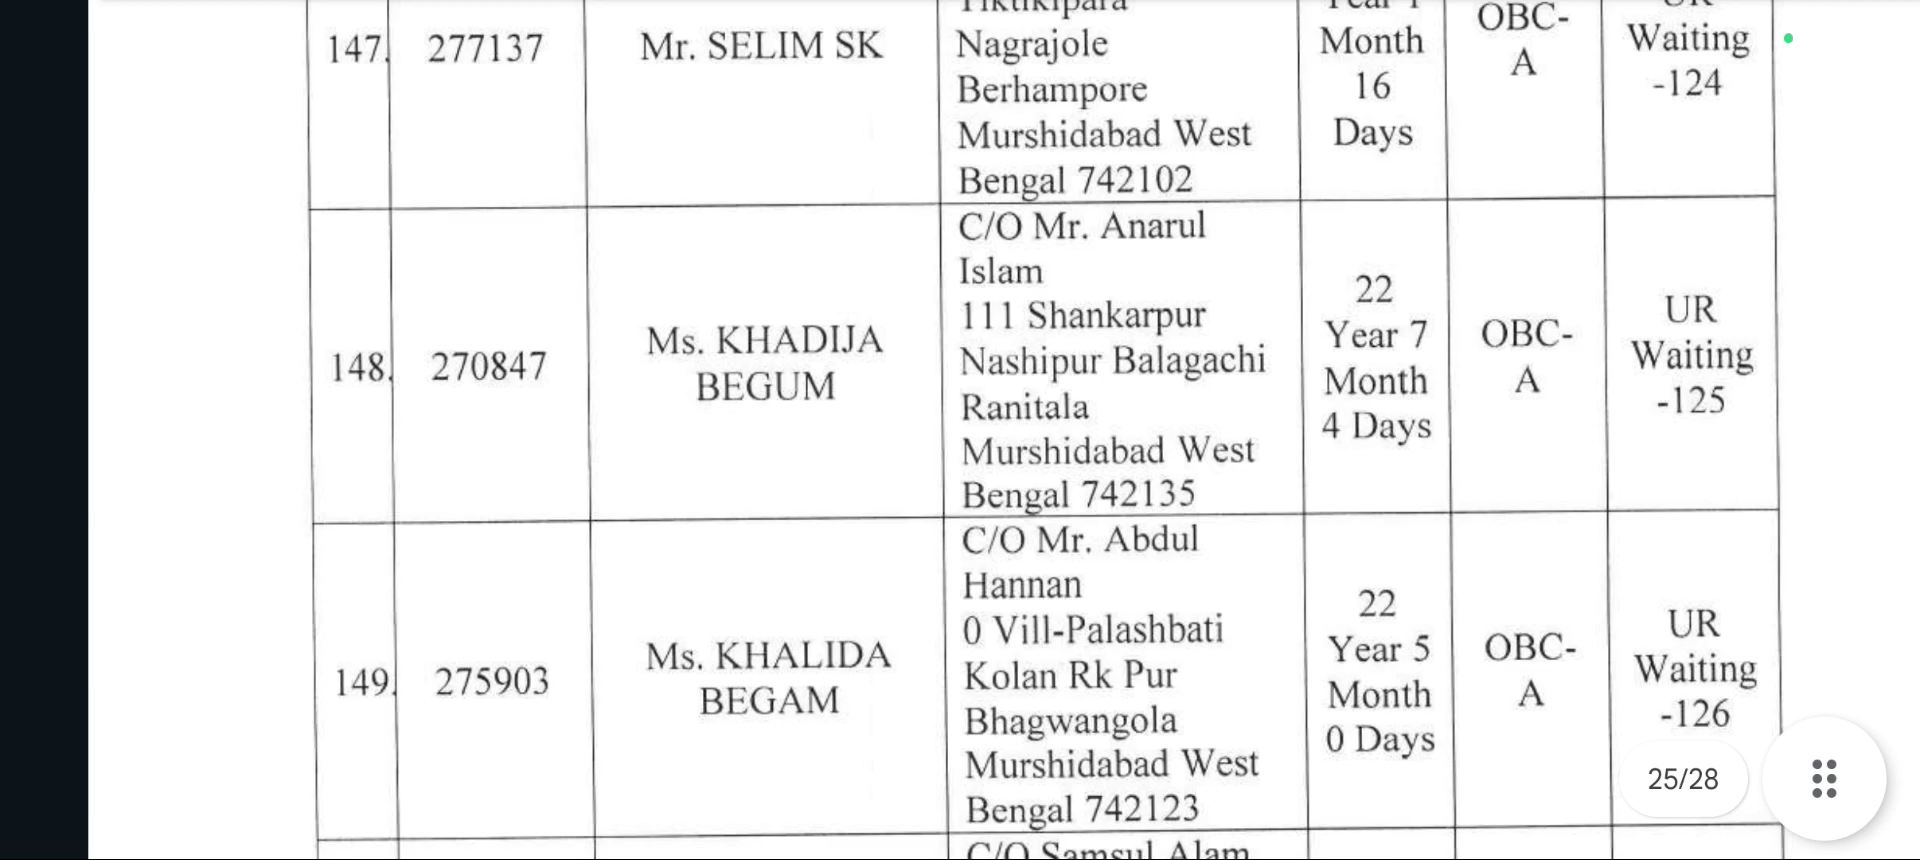 147. 277137 Mr. SELIM SK
Nagrajole
Berhampore
Murshidabad West
Bengal 742102
Month
16
Days
OBC-
A
Waiting
-124
148. 270847
Ms. KHADIJA
BEGUM
C/O Mr. Anarul
Islam
111 Shankarpur
Nashipur Balagachi
Ranitala
Murshidabad West
Bengal 742135
22
Year 7
Month
4 Days
OBC-
A
UR
Waiting
-125
149. 275903
Ms. KHALIDA
BEGAM
C/O Mr. Abdul
Hannan
0 Vill-Palashbati
Kolan Rk Pur
Bhagwangola
Murshidabad West
Bengal 742123
22
Year 5
Month
0 Days
OBC-
A
UR
Waiting
-126
C/O Samsul Alam
25/28